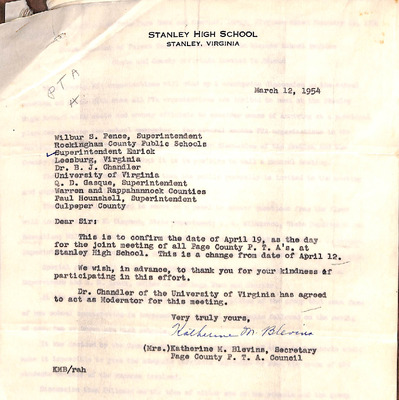 STANLEY HIGH SCHOOL
STANLEY, VIRGINIA
PTA
March 12, 1954
Wilbur S. Pence, Superintendent
Rockingham County Public Schools
Superintendent Emrick
Leesburg, Virginia
Dr. B. J. Chandler
University of Virginia
Q. D. Gasque, Superintendent
Warren and Rappahannock Counties
Paul Hounshell, Superintendent
Culpeper County
Dear Sir:
This is to confirm the date of April 19, as the day
for the joint meeting of all Page County P. T. A's. at
Stanley High School. This is a change from date of April 12.
We wish, in advance, to thank you for your kindness of
participating in this effort.
Dr. Chandler of the University of Virginia has agreed
to act as Moderator for this meeting.
Very truly yours,
Katherine M. Blevins
(Mrs.)Katherine M. Blevins, Secretary
Page County P. T. A. Council
KMB/rah